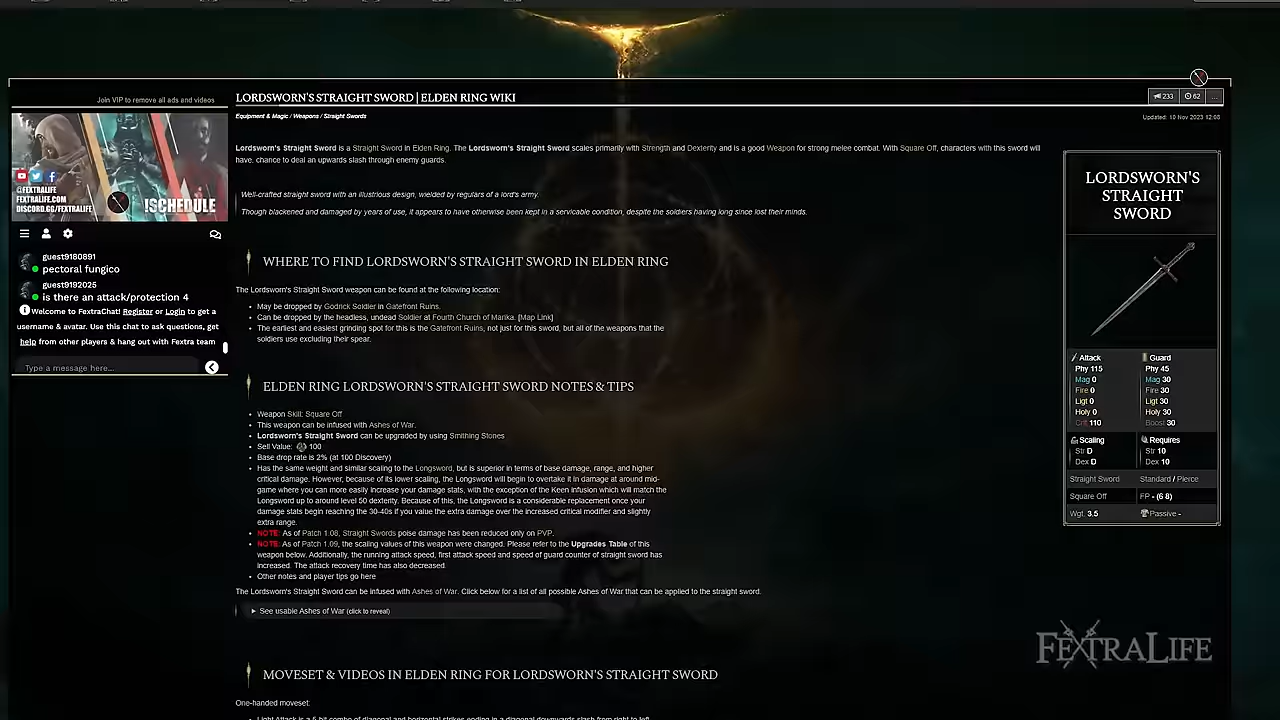 Join VIP to remove all ads and videos
@FEXTRALIFE
FEXTRALIFE.COM
DISCORD.GG/FEXTRALIFE
!SCHEDULE
guest9180891
pectoral fungico
guest9192025
is there an attack/protection 4
Welcome to FextraChat! Register or Login to get a
username & avatar. Use this chat to ask questions, get
help from other players & hang out with Fextra team
Type a message here...
LORDSWORN'S STRAIGHT SWORD | ELDEN RING WIKI
233
62
...
Equipment & Magic / Weapons / Straight Swords
Updated: 10 Nov 2023 12:08
Lordsworn's Straight Sword is a Straight Sword in Elden Ring. The Lordsworn's Straight Sword scales primarily with Strength and Dexterity and is a good Weapon for strong melee combat. With Square Off, characters with this sword will
have. chance to deal an upwards slash through enemy guards.
Well-crafted straight sword with an illustrious design, wielded by regulars of a lord's army.
Though blackened and damaged by years of use, it appears to have otherwise been kept in a servicable condition, despite the soldiers having long since lost their minds.
WHERE TO FIND LORDSWORN'S STRAIGHT SWORD IN ELDEN RING
The Lordsworn's Straight Sword weapon can be found at the following location:
May be dropped by Godrick Soldier in Gatefront Ruins.
Can be dropped by the headless, undead Soldier at Fourth Church of Marika. [Map Link]
The earliest and easiest grinding spot for this is the Gatefront Ruins, not just for this sword, but all of the weapons that the
soldiers use excluding their spear.
ELDEN RING LORDSWORN'S STRAIGHT SWORD NOTES & TIPS
Weapon Skill: Square Off
This weapon can be infused with Ashes of War.
Lordsworn's Straight Sword can be upgraded by using Smithing Stones
Sell Value: 100
Base drop rate is 2% (at 100 Discovery)
Has the same weight and similar scaling to the Longsword, but is superior in terms of base damage, range, and higher
critical damage. However, because of its lower scaling, the Longsword will begin to overtake it in damage at around mid-
game where you can more easily increase your damage stats, with the exception of the Keen infusion which will match the
Longsword up to around level 50 dexterity. Because of this, the Longsword is a considerable replacement once your
damage stats begin reaching the 30-40s if you value the extra damage over the increased critical modifier and slightly
extra range.
NOTE: As of Patch 1.08, Straight Swords poise damage has been reduced only on PVP.
NOTE: As of Patch 1.09, the scaling values of this weapon were changed. Please refer to the Upgrades Table of this
weapon below. Additionally, the running attack speed, first attack speed and speed of guard counter of straight sword has
increased. The attack recovery time has also decreased.
Other notes and player tips go here
The Lordsworn's Straight Sword can be infused with Ashes of War. Click below for a list of all possible Ashes of War that can be applied to the straight sword.
See usable Ashes of War (click to reveal)
MOVESET & VIDEOS IN ELDEN RING FOR LORDSWORN'S STRAIGHT SWORD
One-handed moveset:
Light Attack is a 5-hit combo of diagonal and horizontal strikes ending in a diagonal downwards slash from right to left.
LORDSWORN'S
STRAIGHT
SWORD
Attack Guard
Phy 115 Phy 45
Mag 0 Mag 30
Fire 0 Fire 30
Ligt 0 Ligt 30
Holy 0 Holy 30
Crit 110 Boost 30
Scaling Requires
Str D Str 10
Dex D Dex 10
Straight Sword Standard / Pierce
Square Off FP - (6 8)
Wgt. 3.5 Passive -
FEXTRALIFE